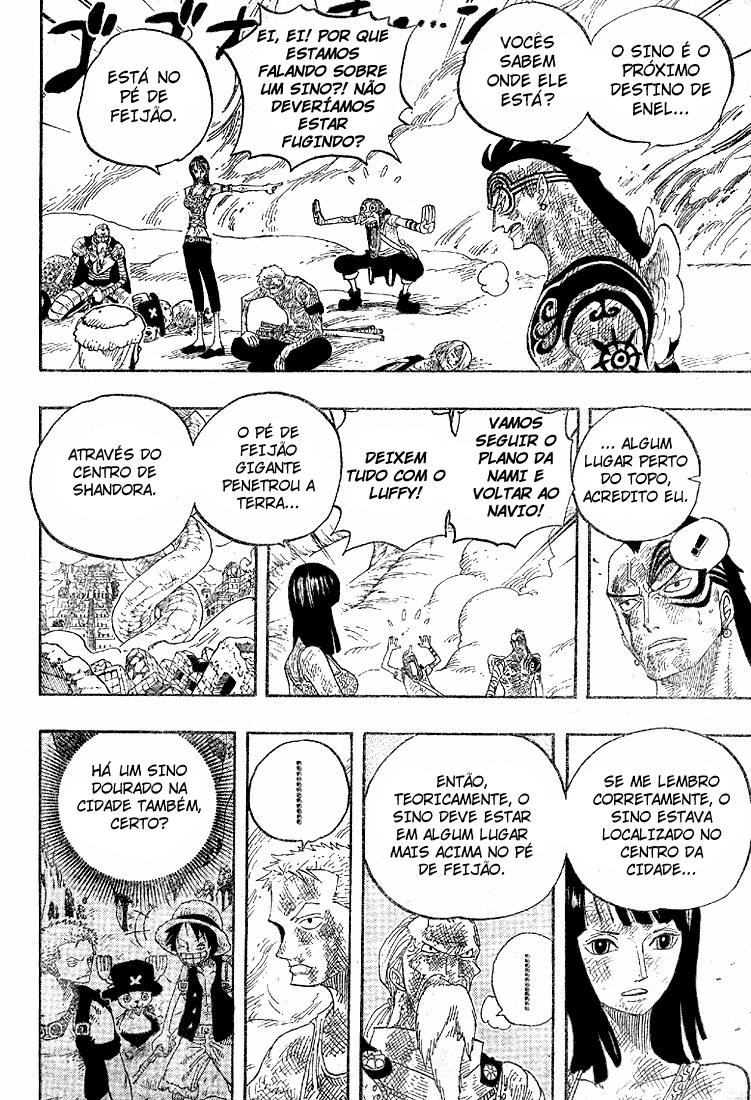 O SINO É O
PRÓXIMO
DESTINO DE
ENEL...
VOCÊS
SABEM
ONDE ELE
ESTÁ?
EI, EI! POR QUE
ESTAMOS
FALANDO SOBRE
UM SINO?! NÃO
DEVERÍAMOS
ESTAR
FUGINDO?
ESTÁ NO
PÉ DE
FEIJÃO.
... ALGUM
LUGAR PERTO
DO TOPO,
ACREDITO EU.
!
VAMOS
SEGUIR O
PLANO DA
NAMI E
VOLTAR AO
NAVIO!
DEIXEM
TUDO COM O
LUFFY!
O PÉ DE
FEIJÃO
GIGANTE
PENETROU A
TERRA...
ATRAVÉS DO
CENTRO DE
SHANDORA.
SE ME LEMBRO
CORRETAMENTE, O
SINO ESTAVA
LOCALIZADO NO
CENTRO DA
CIDADE...
ENTÃO,
TEORICAMENTE, O
SINO DEVE ESTAR
EM ALGUM LUGAR
MAIS ACIMA NO PÉ
DE FEIJÃO.
HÁ UM SINO
DOURADO NA
CIDADE TAMBÉM,
CERTO?